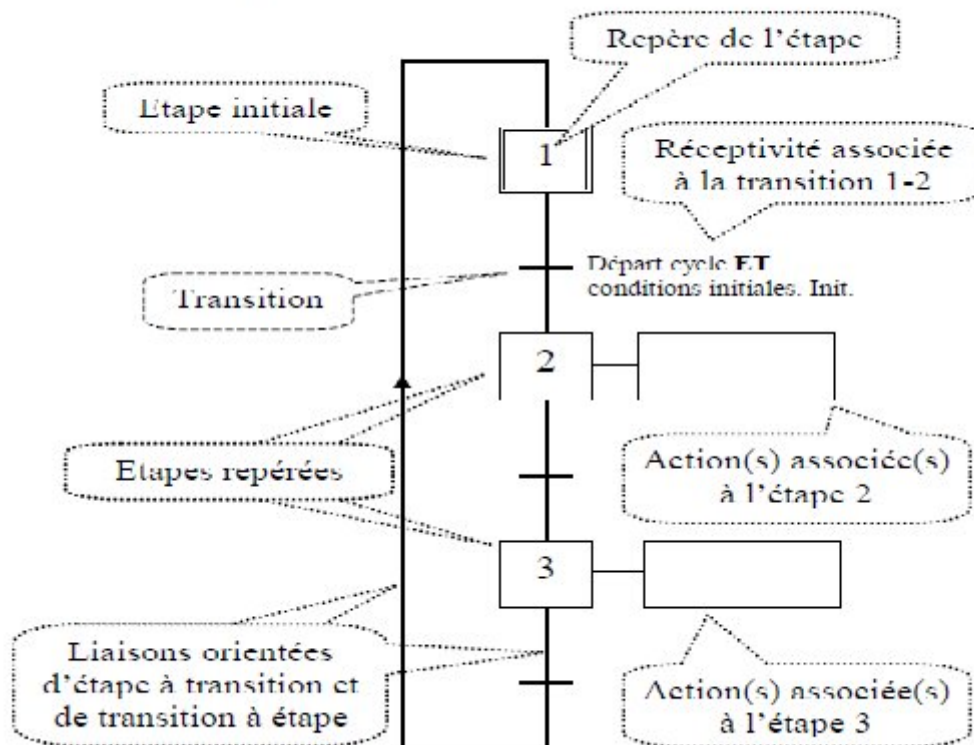 Repère de l'étape
Etape initiale
1
Réceptivité associée
à la transition 1-2
Départ cycle ET
conditions initiales. Init.
Transition
2
Etapes repérées
Action(s) associée(s)
à l'étape 2
3
Liaisons orientées
d'étape à transition et
de transition à étape
Action(s) associée(s)
à l'étape 3